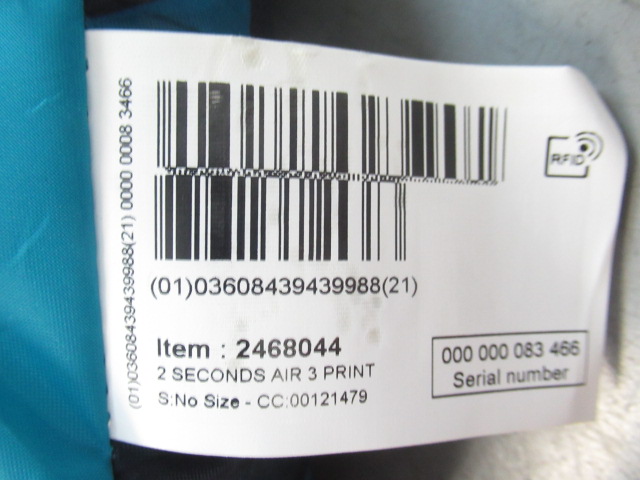 (01)03608439439988(21) 0000 0008 3466
RFID
(01)03608439439988(21)
Item : 2468044
2 SECONDS AIR 3 PRINT
S:No Size - CC:00121479
000 000 083 466
Serial number